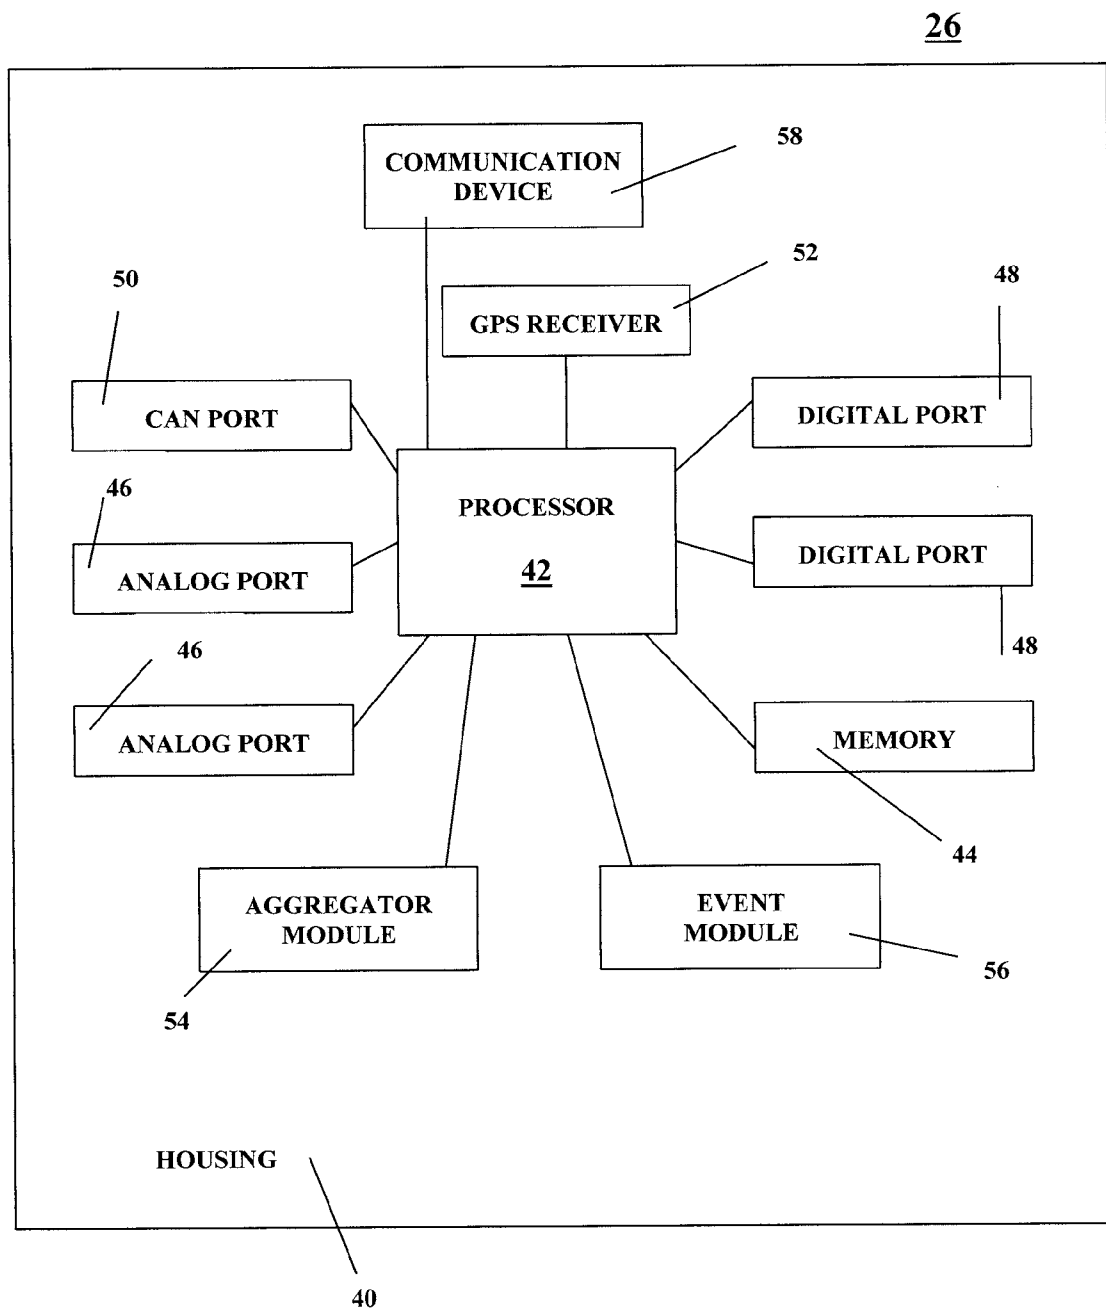 26
58
COMMUNICATION
DEVICE
52
50
48
GPS RECEIVER
CAN PORT
DIGITAL PORT
46
PROCESSOR
42
ANALOG PORT
DIGITAL PORT
46
48
ANALOG PORT
MEMORY
44
AGGREGATOR
MODULE
EVENT
MODULE
54
56
HOUSING
40